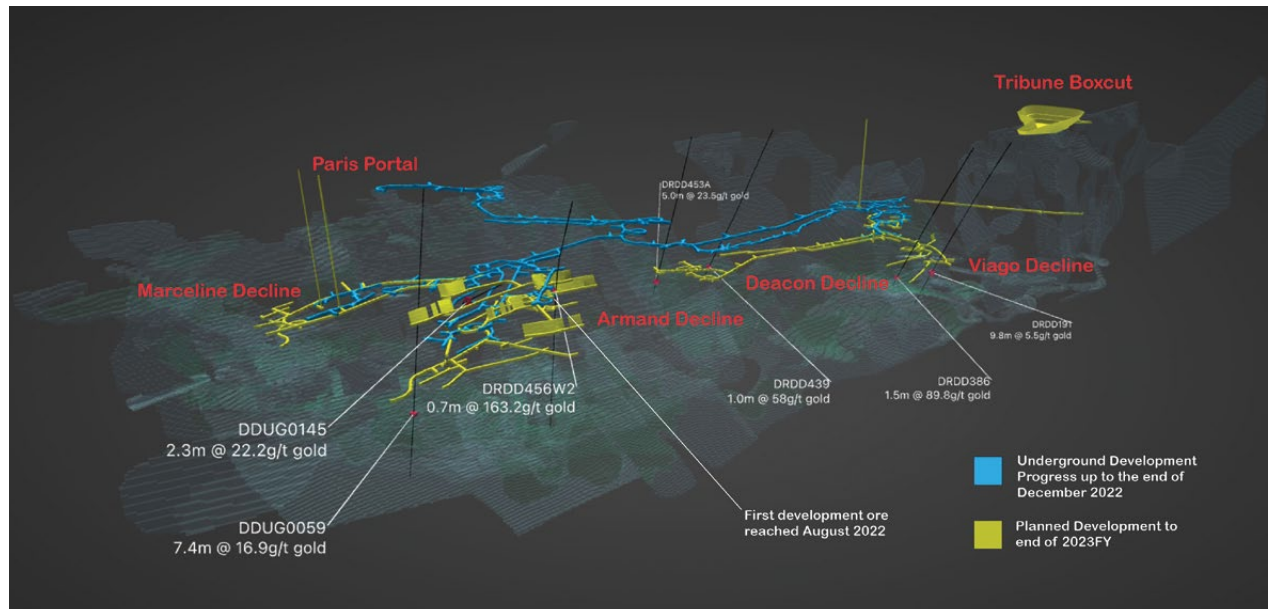 Tribune Boxcut
Paris Portal
DRDD453A
5.0m @ 23.5g/t gold
Marceline Decline
Armand Decline
Deacon Decline
Viago Decline
DRDD191
9.8m @ 5.5g/t gold
DRDD456W2
0.7m @ 163.2g/t gold
DRDD439
1.0m @ 58g/t gold
DRDD386
1.5m @ 89.8g/t gold
DDUG0145
2.3m @ 22.2g/t gold
DDUG0059
7.4m @ 16.9g/t gold
First development ore
reached August 2022
Underground Development
Progress up to the end of
December 2022
Planned Development to
end of 2023FY